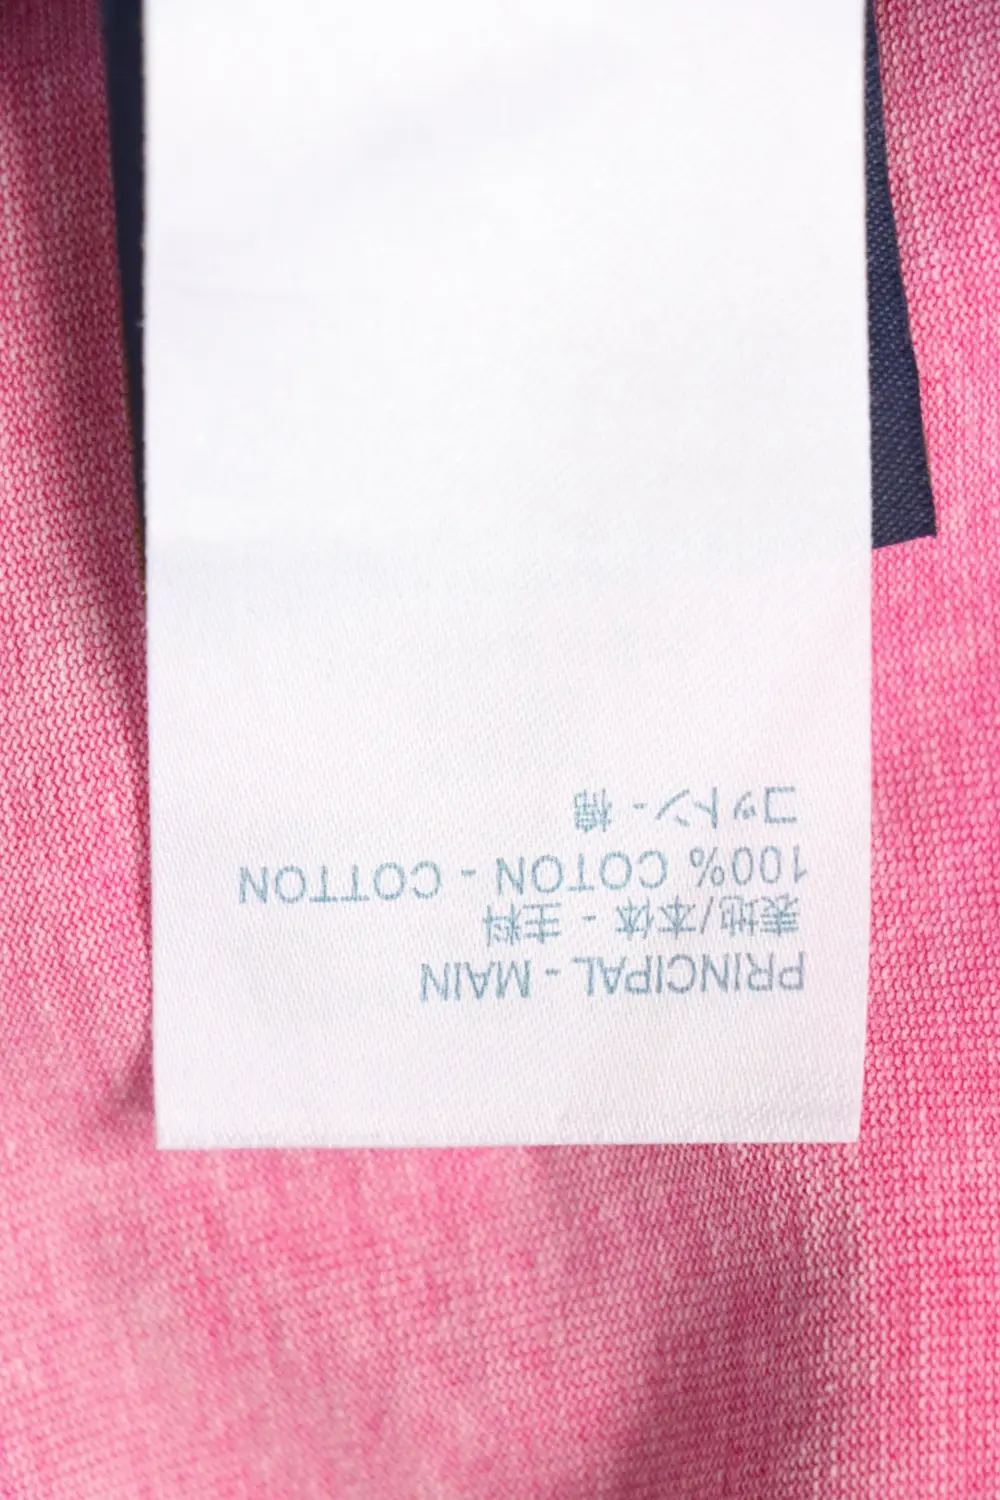 PRINCIPAL - MAIN
表地/本体 - 主料
100% COTON - COTTON
コットン - 棉